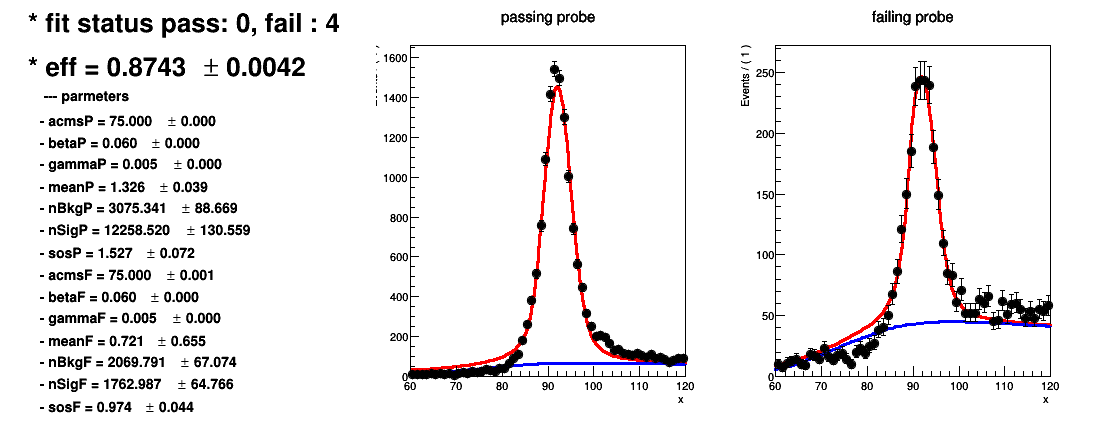 * fit status pass: 0, fail : 4
* eff = 0.8743 ± 0.0042
--- parmeters
- acmsP = 75.000 ± 0.000
- betaP = 0.060 ± 0.000
- gammaP = 0.005 ± 0.000
- meanP = 1.326 ± 0.039
- nBkgP = 3075.341 ± 88.669
- nSigP = 12258.520 ± 130.559
- sosP = 1.527 ± 0.072
- acmsF = 75.000 ± 0.001
- betaF = 0.060 ± 0.000
- gammaF = 0.005 ± 0.000
- meanF = 0.721 ± 0.655
- nBkgF = 2069.791 ± 67.074
- nSigF = 1762.987 ± 64.766
- sosF = 0.974 ± 0.044
passing probe
1600
1400
1200
1000
800
600
400
200
0
60 70 80 90 100 110 120
x
failing probe
Events / ( 1 )
250
200
150
100
50
0
60 70 80 90 100 110 120
x